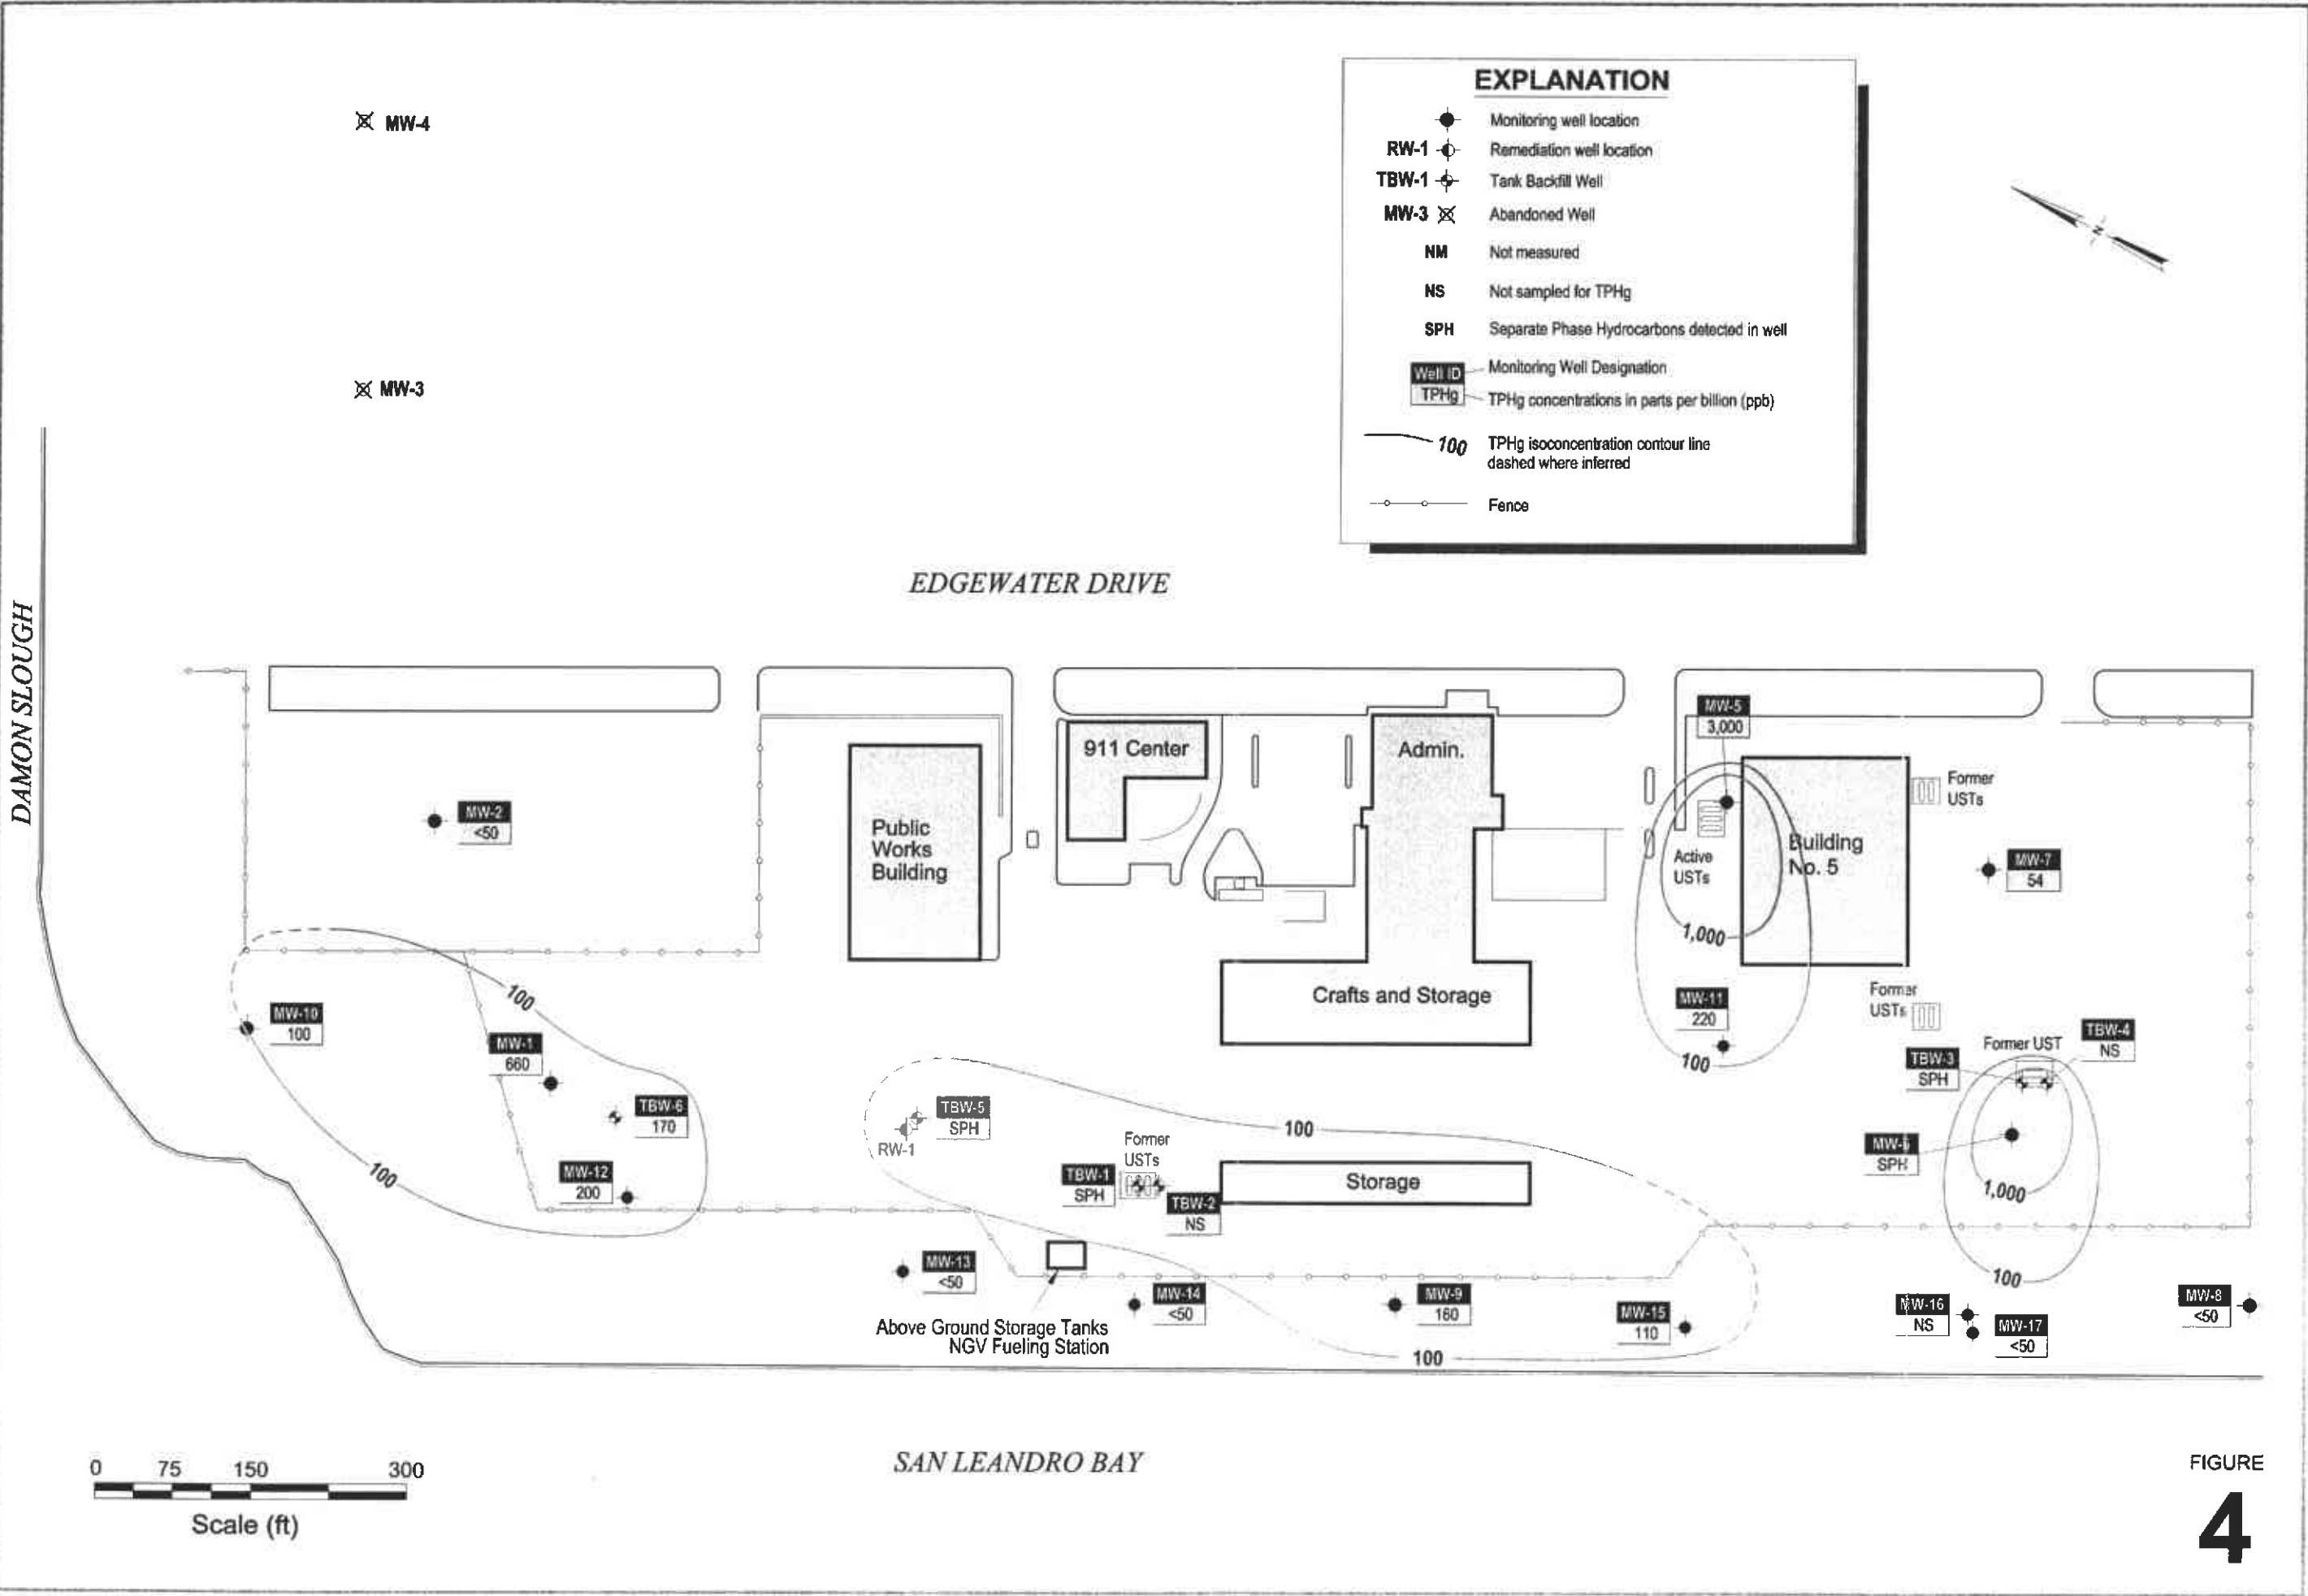 EXPLANATION
Monitoring well location
RW-1 Remediation well location
TBW-1 Tank Backfill Well
MW-3 Abandoned Well
NM Not measured
NS Not sampled for TPHg
SPH Separate Phase Hydrocarbons detected in well
Well ID Monitoring Well Designation
TPHg TPHg concentrations in parts per billion (ppb)
100 TPHg isoconcentration contour line
dashed where inferred
Fence
N
MW-4
MW-3
EDGEWATER DRIVE
DAMON SLOUGH
MW-2
<50
Public
Works
Building
911 Center
Admin.
MW-5
3,000
Active
USTs
Building
No. 5
1,000
Former
USTs
MW-7
54
Crafts and Storage
MW-11
220
100
Former
USTs
Former UST
TBW-4
NS
TBW-3
SPH
MW-6
SPH
1,000
100
MW-10
100
100
MW-1
660
TBW-6
170
MW-12
200
100
TBW-5
SPH
RW-1
Former
USTs
TBW-1
SPH
TBW-2
NS
100
Storage
MW-13
<50
Above Ground Storage Tanks
NGV Fueling Station
MW-14
<50
MW-9
160
MW-15
110
100
MW-16
NS
MW-17
<50
MW-8
<50
SAN LEANDRO BAY
0 75 150 300
Scale (ft)
FIGURE
4